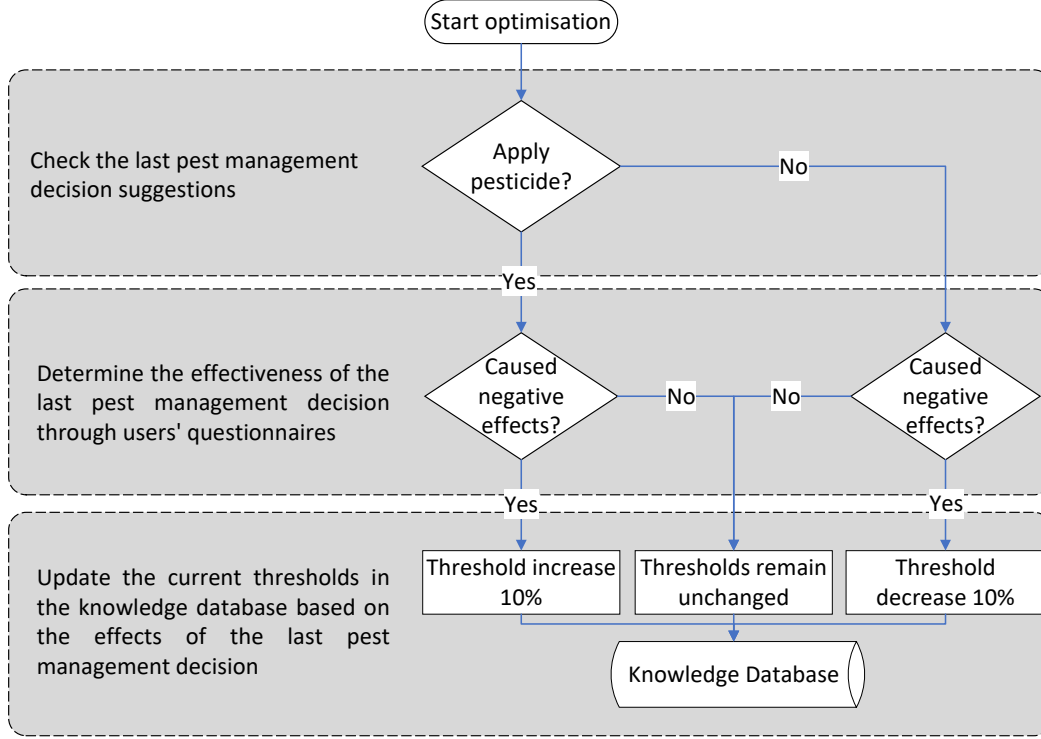 Start optimisation
Check the last pest management
decision suggestions
Apply
pesticide?
No
Yes
Determine the effectiveness of the
last pest management decision
through users' questionnaires
Caused
negative
effects?
No
No
Caused
negative
effects?
Yes
Yes
Update the current thresholds in
the knowledge database based on
the effects of the last pest
management decision
Threshold increase
10%
Thresholds remain
unchanged
Threshold
decrease 10%
Knowledge Database